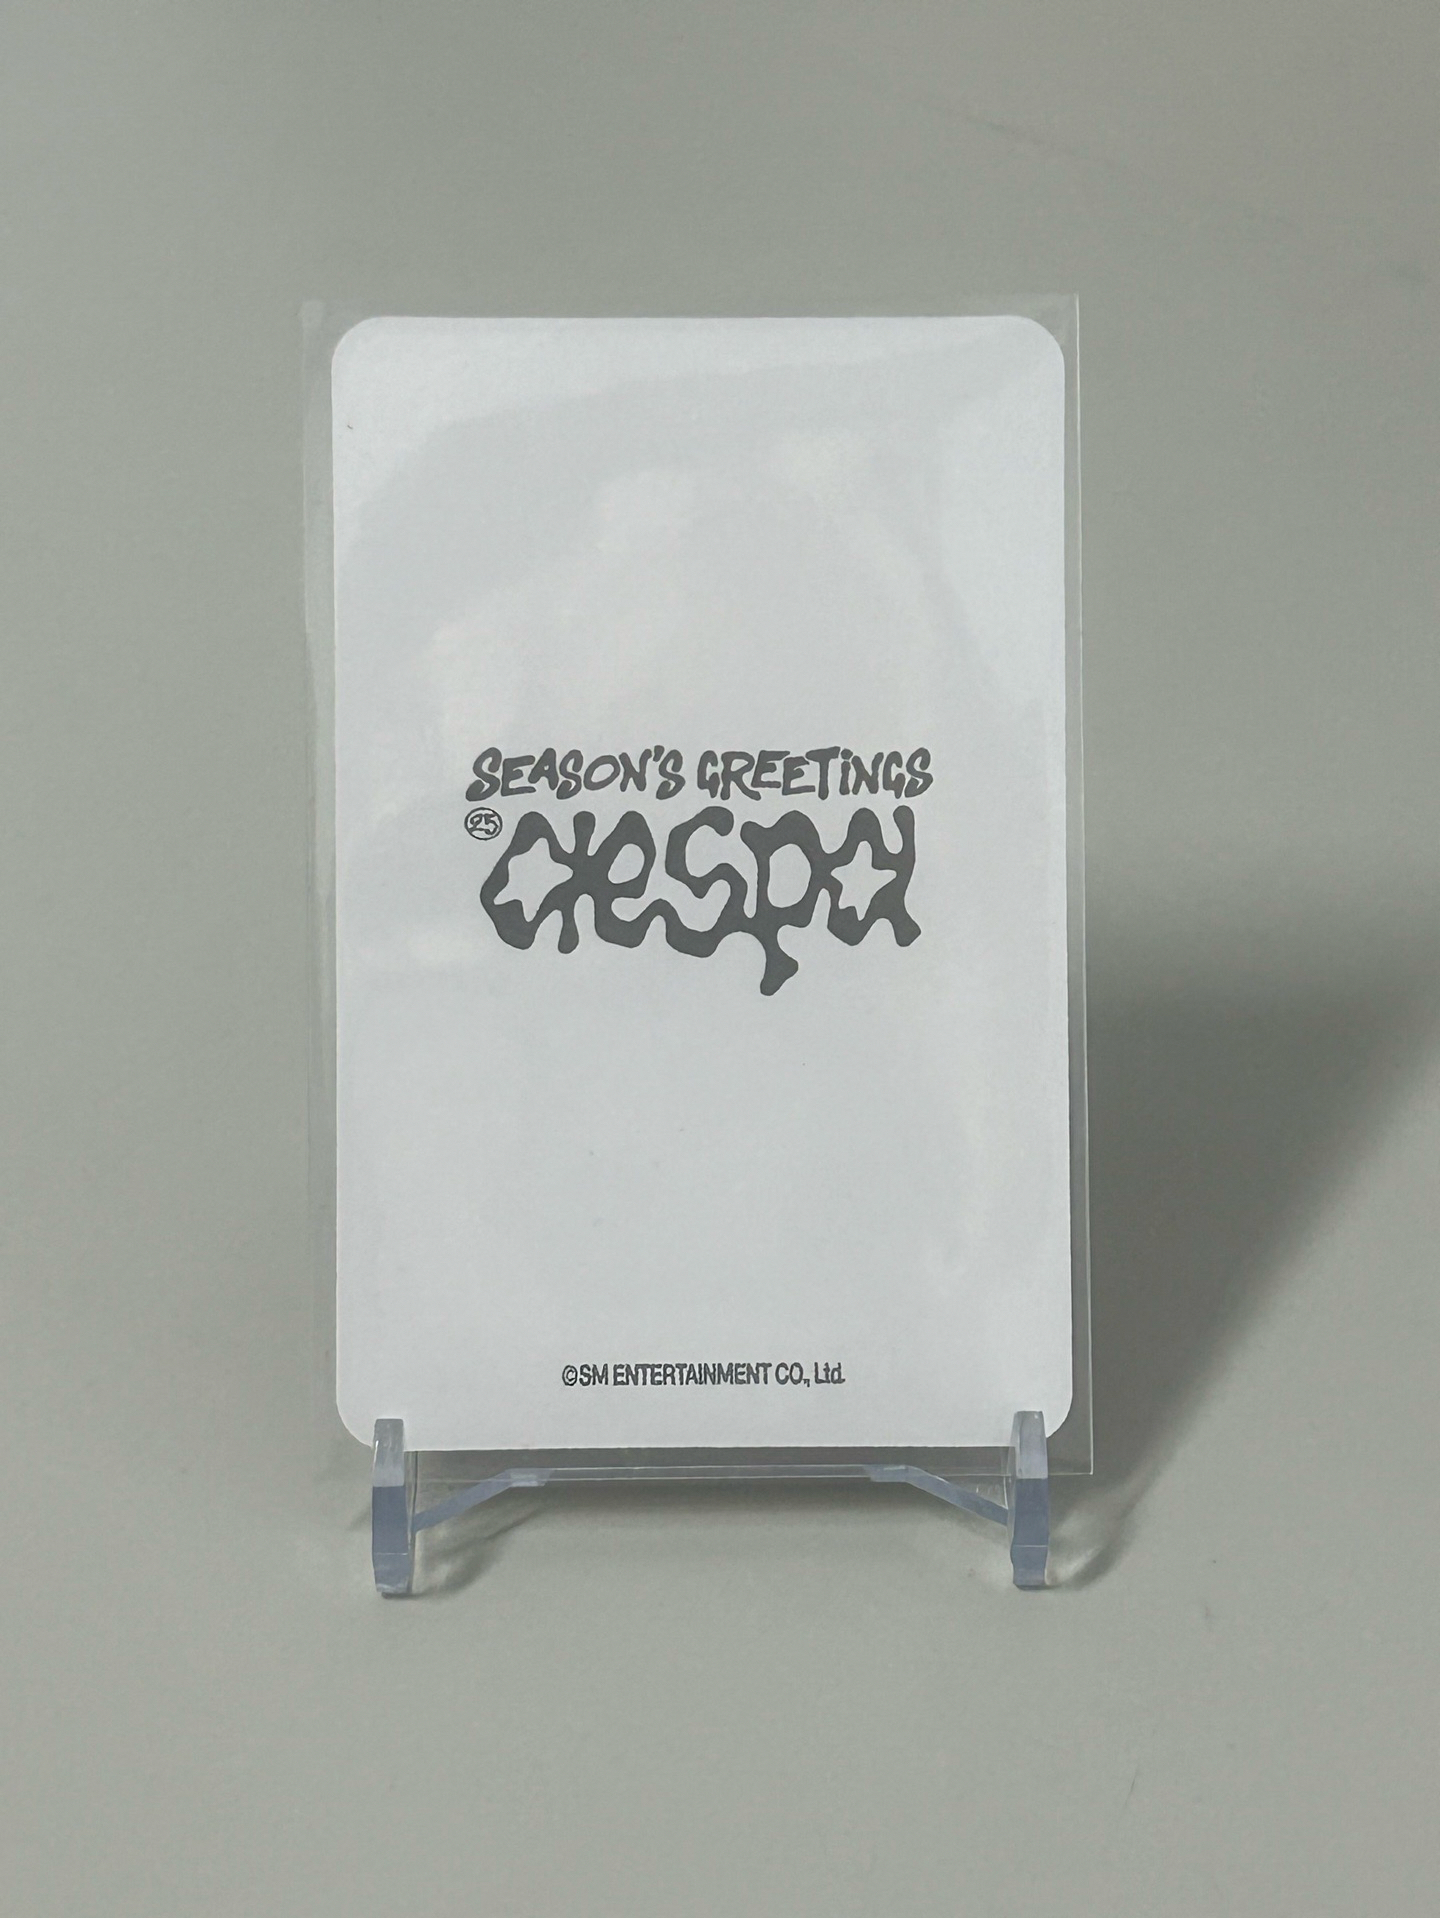 SEASON'S GREETiNGS
25 aespa
©SM ENTERTAINMENT CO., Ltd.